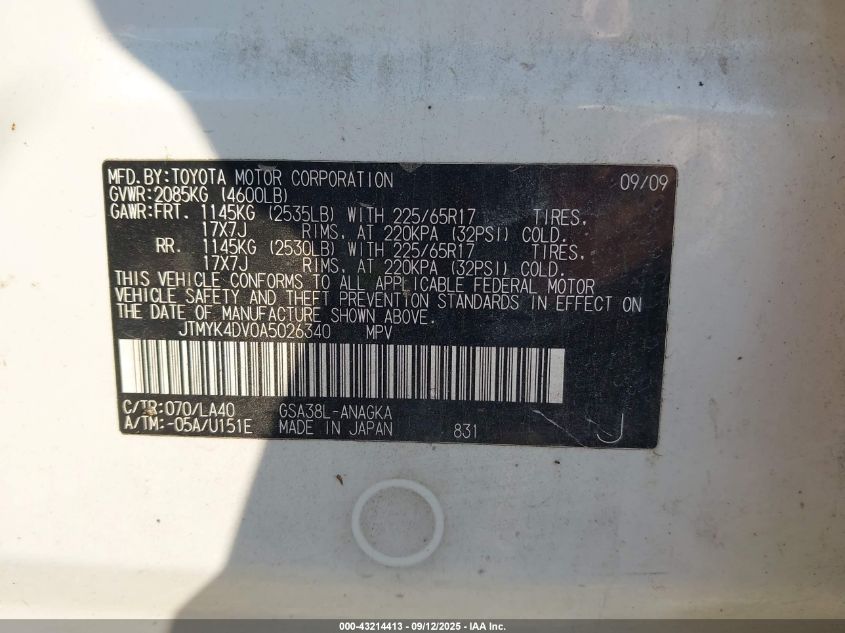 MFD.BY:TOYOTA MOTOR CORPORATION 09/09
GVWR:2085KG (4600LB)
GAWR:FRT. 1145KG (2535LB) WITH 225/65R17 TIRES,
17X7J RIMS, AT 220KPA (32PSI) COLD.
RR. 1145KG (2530LB) WITH 225/65R17 TIRES,
17X7J RIMS, AT 220KPA (32PSI) COLD.
THIS VEHICLE CONFORMS TO ALL APPLICABLE FEDERAL MOTOR
VEHICLE SAFETY AND THEFT PREVENTION STANDARDS IN EFFECT ON
THE DATE OF MANUFACTURE SHOWN ABOVE.
JTMYK4DV0A5026340 MPV
C/TR:070/LA40 GSA38L-ANAGKA
A/TM:-05A/U151E MADE IN JAPAN 831 J
000-43214413 - 09/12/2025 - IAA Inc.